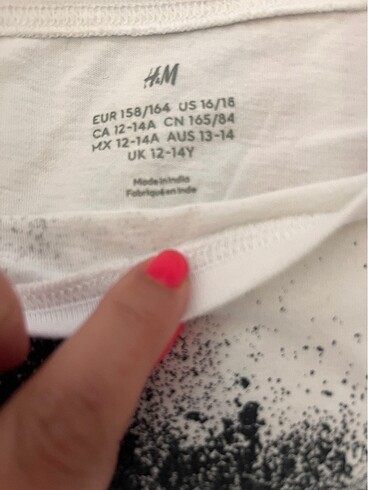 H&M
EUR 158/164 US 16/18
CA 12-14A CN 165/84
MX 12-14A AUS 13-14
UK 12-14Y
Made in India
Fabriqué en Inde